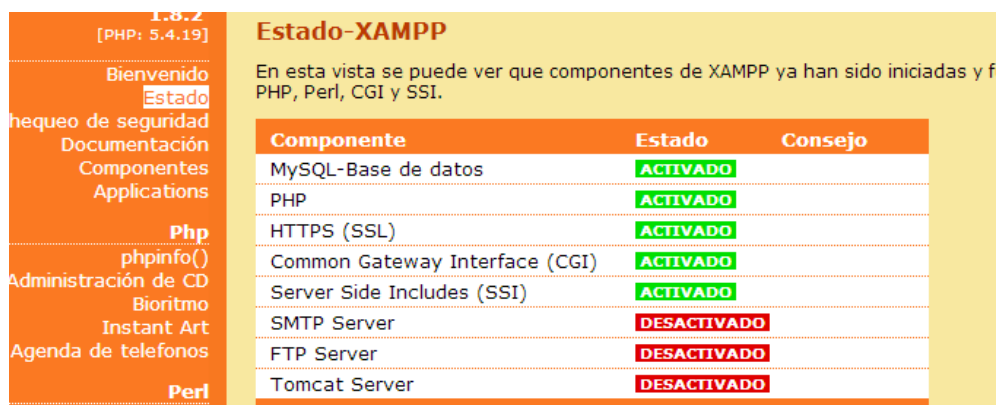 1.8.2
[PHP: 5.4.19]
Bienvenido
Estado
hequeo de seguridad
Documentación
Componentes
Applications
Php
phpinfo()
Administración de CD
Bioritmo
Instant Art
Agenda de telefonos
Perl
Estado-XAMPP
En esta vista se puede ver que componentes de XAMPP ya han sido iniciadas y f
PHP, Perl, CGI y SSI.
Componente Estado Consejo
MySQL-Base de datos ACTIVADO
PHP ACTIVADO
HTTPS (SSL) ACTIVADO
Common Gateway Interface (CGI) ACTIVADO
Server Side Includes (SSI) ACTIVADO
SMTP Server DESACTIVADO
FTP Server DESACTIVADO
Tomcat Server DESACTIVADO